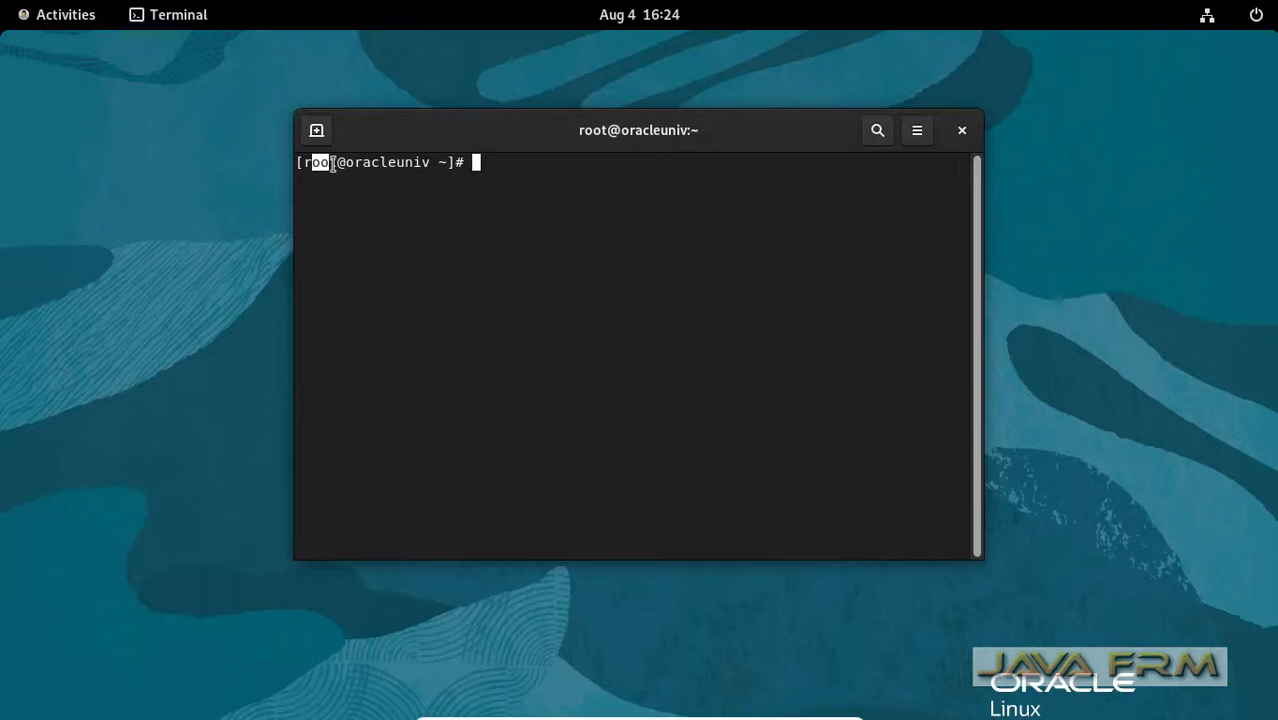 Activities Terminal Aug 4 16:24
root@oracleuniv:~
[root@oracleuniv ~]#
JAVA FRM
ORACLE
Linux